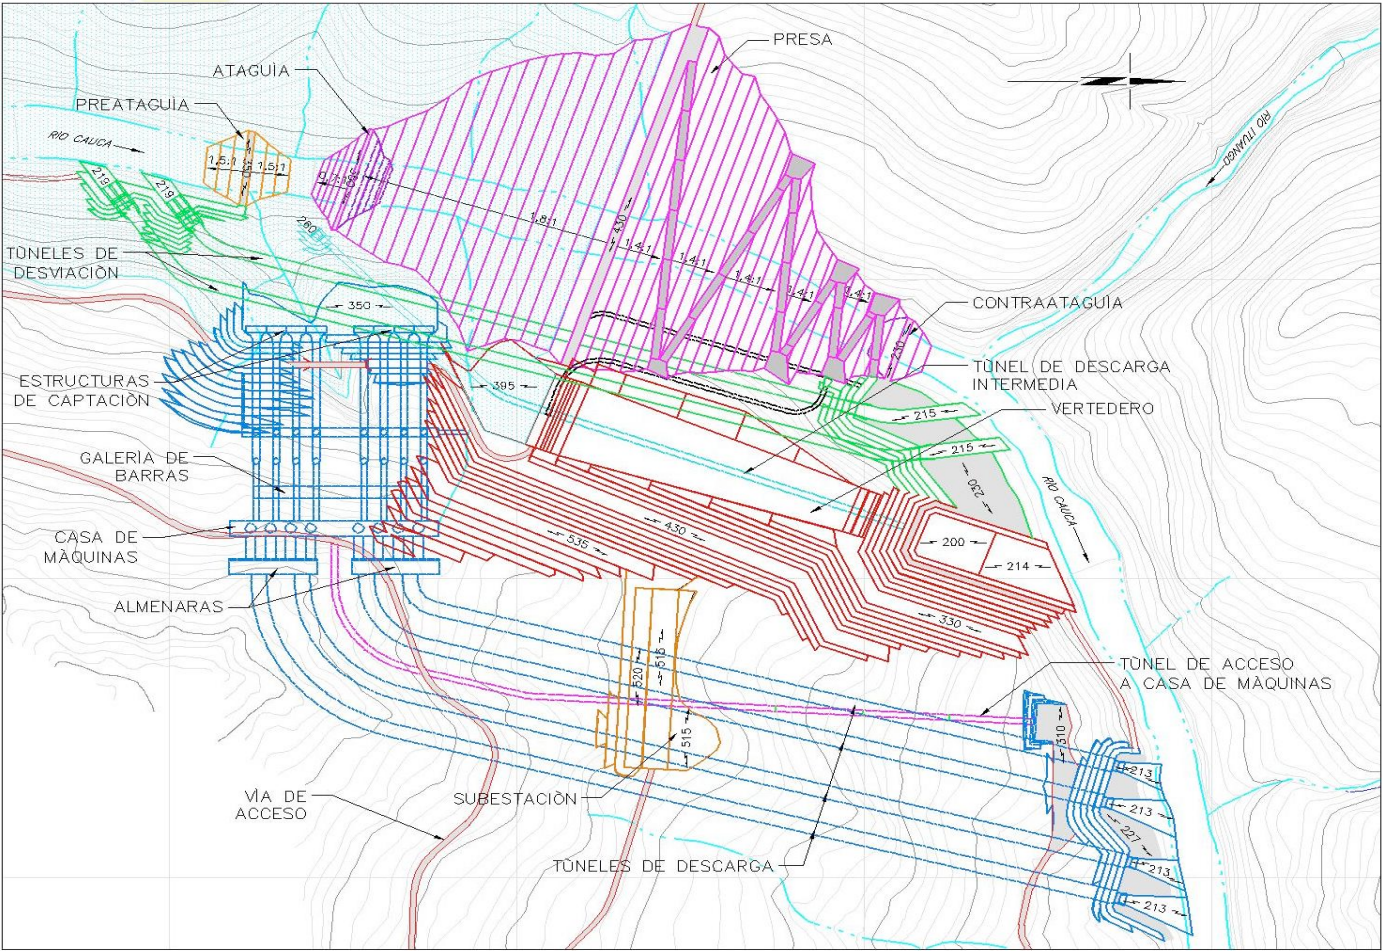 PRESA
ATAGUÌA
PREATAGUÌA
RIO CAUCA
RIO ITUANGO
1,5:1
350
1,5:1
219
219
260
1,8:1
430
1,4:1
1,4:1
1,4:1
1,4:1
1,4:1
TÙNELES DE
DESVIACIÒN
350
CONTRAATAGUÌA
230
TÙNEL DE DESCARGA
INTERMEDIA
ESTRUCTURAS
DE CAPTACIÒN
395
VERTEDERO
215
215
GALERÌA DE
BARRAS
230
RÌO CAUCA
CASA DE
MÀQUINAS
430
535
200
214
ALMENARAS
330
520
515
515
TÙNEL DE ACCESO
A CASA DE MÀQUINAS
310
VÌA DE
ACCESO
SUBESTACIÒN
213
213
227
TÙNELES DE DESCARGA
213
213